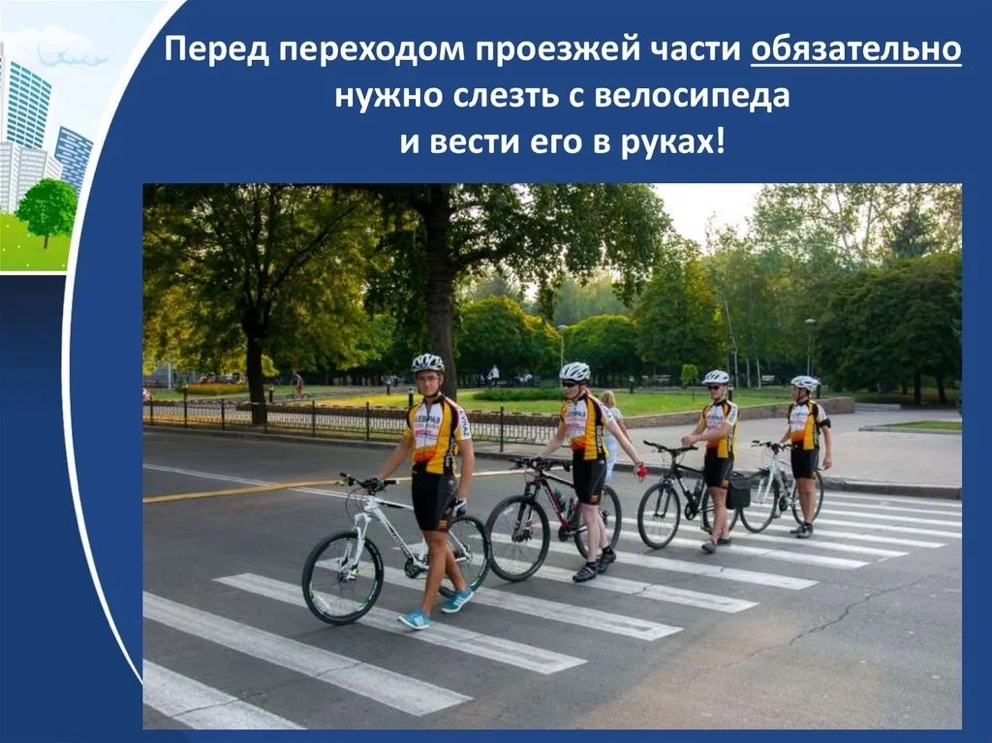 Перед переходом проезжей части обязательно
нужно слезть с велосипеда
и вести его в руках!